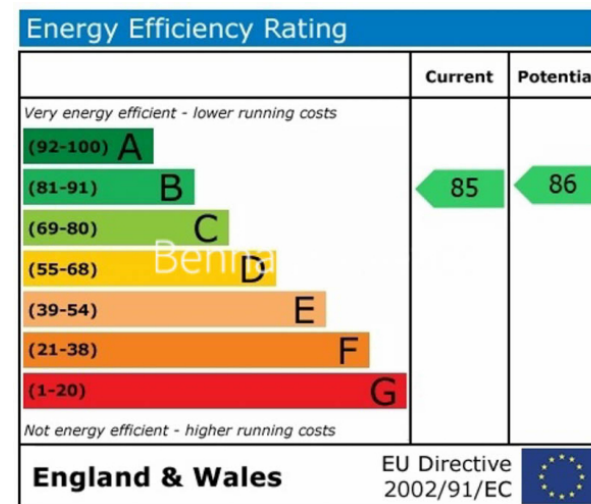 Energy Efficiency Rating
Current Potentia
Very energy efficient - lower running costs
(92-100) A
(81-91) B
85 86
(69-80) C
(55-68) D
(39-54) E
(21-38) F
(1-20) G
Not energy efficient - higher running costs
England & Wales
EU Directive
2002/91/EC